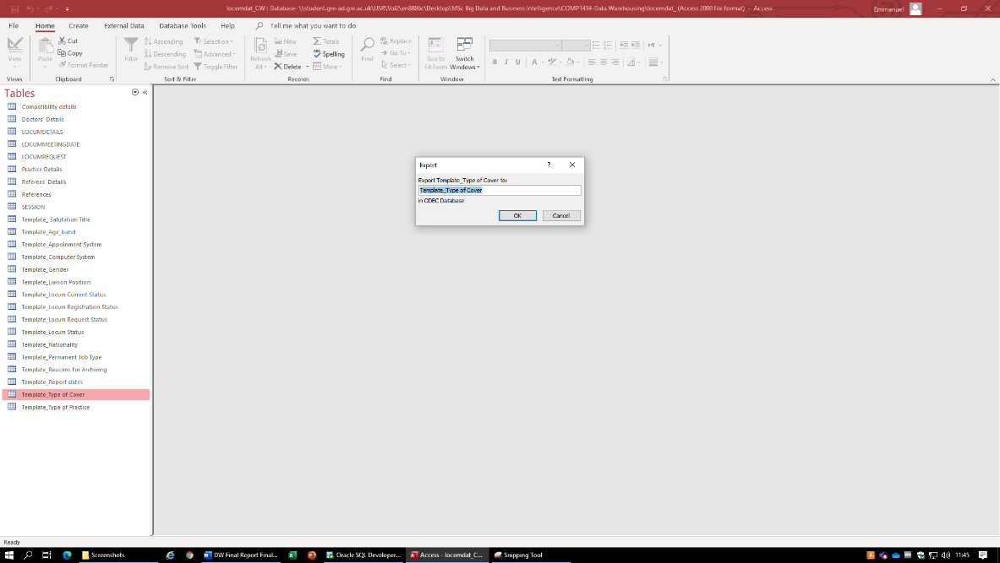 locemdat_CW : Database- \\student.gre-ad.gre.ac.uk\USR\Vol2\en8886c\Desktop\MSc Big Data and Business Intelligence\COMP1434-Data Warehousing\locemdat_ (Access 2000 file format) - Access
Emmanuel
File Home Create External Data Database Tools Help Tell me what you want to do
View
Views
Paste
Cut
Copy
Format Painter
Clipboard
Filter
Ascending
Descending
Remove Sort
Selection
Advanced
Toggle Filter
Sort & Filter
Refresh
All
New
Save
Delete
Totals
Spelling
More
Records
Find
Replace
Go To
Select
Find
Size to
Fit Form
Switch
Windows
Window
B I U A
Text Formatting
Tables
Compatibility details
Doctors' Details
LOCUMDETAILS
LOCUMMEETINGDATE
LOCUMREQUEST
Practice Details
Referees' Details
References
SESSION
Template_ Salutation Title
Template_Age_band
Template_Appoinment System
Template_Computer System
Template_Gender
Template_Liaison Position
Template_Locum Current Status
Template_Locum Registration Status
Template_Locum Request Status
Template_Locum Status
Template_Nationality
Template_Permanent Job Type
Template_Reasons for Archiving
Template_Report dates
Template_Type of Cover
Template_Type of Practice
Export ?
Export Template_Type of Cover to:
Template_Type of Cover
in ODBC Database
OK Cancel
Ready
Screenshots
DW Final Report Final...
Oracle SQL Developer...
Access - locemdat_C...
Snipping Tool
11:45